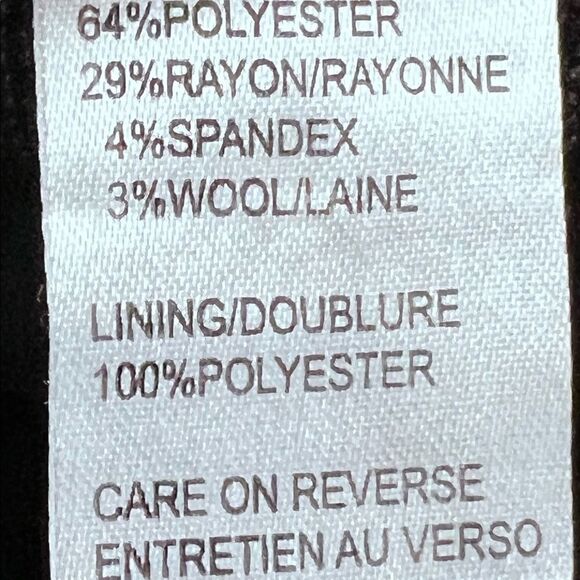 64%POLYESTER
29%RAYON/RAYONNE
4%SPANDEX
3%WOOL/LAINE
LINING/DOUBLURE
100%POLYESTER
CARE ON REVERSE
ENTRETIEN AU VERSO